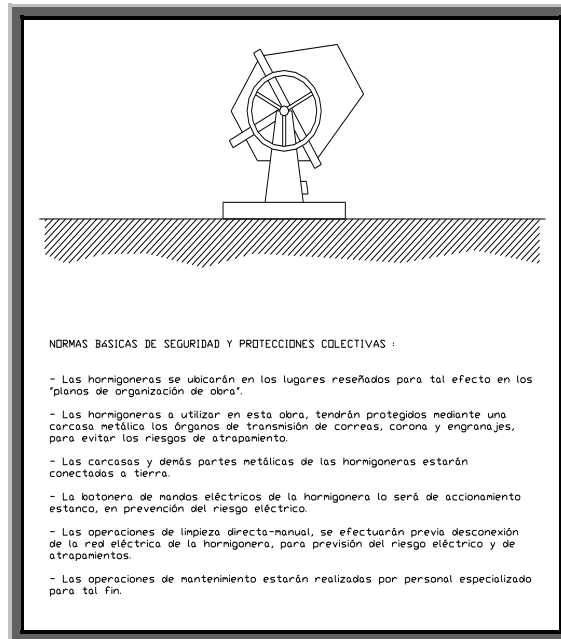 NORMAS BáSICAS DE SEGURIDAD Y PROTECCIONES COLECTIVAS :
- Las hormigoneras se ubicarán en los lugares reseñados para tal efecto en los
"planos de organización de obra".
- Las hormigoneras a utilizar en esta obra, tendrán protegidos mediante una
carcasa metálica los órganos de transmisión de correas, corona y engranajes,
para evitar los riesgos de atrapamiento.
- Las carcasas y demás partes metálicas de las hormigoneras estarán
conectadas a tierra.
- La botonera de mandos eléctricos de la hormigonera lo será de accionamiento
estanco, en prevención del riesgo eléctrico.
- Las operaciones de limpieza directa-manual, se efectuarán previa desconexión
de la red eléctrica de la hormigonera, para previsión del riesgo eléctrico y de
atrapamientos.
- Las operaciones de mantenimiento estarán realizadas por personal especializado
para tal fin.